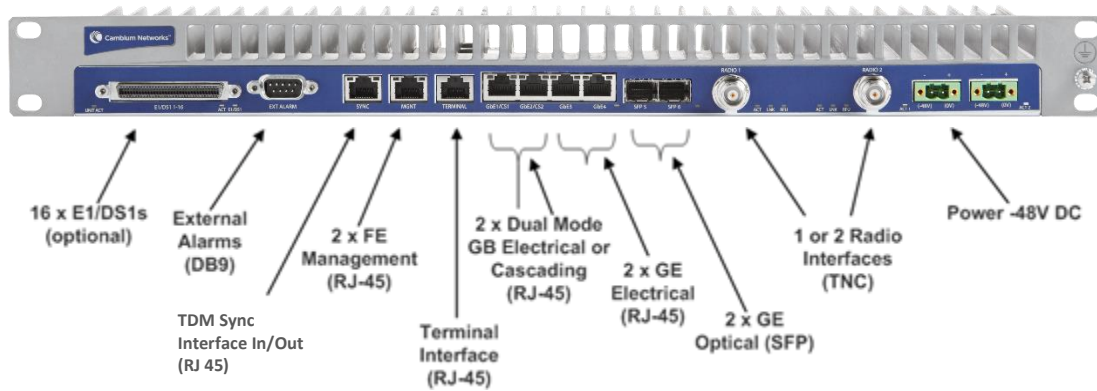 Cambium Networks™
RADIO 1
RADIO 2
E1/DS1 1-16
EXT ALARM
SYNC
MGNT
TERMINAL
GbE1/CS1
GbE2/CS2
GbE3
GbE4
SFP 5
SFP 6
UNIT ACT
(-48V)
(0V)
(-48V)
(0V)
16 x E1/DS1s
(optional)
External
Alarms
(DB9)
2 x FE
Management
(RJ-45)
2 x Dual Mode
GB Electrical or
Cascading
(RJ-45)
2 x GE
Electrical
(RJ-45)
1 or 2 Radio
Interfaces
(TNC)
Power -48V DC
TDM Sync
Interface In/Out
(RJ 45)
Terminal
Interface
(RJ-45)
2 x GE
Optical (SFP)